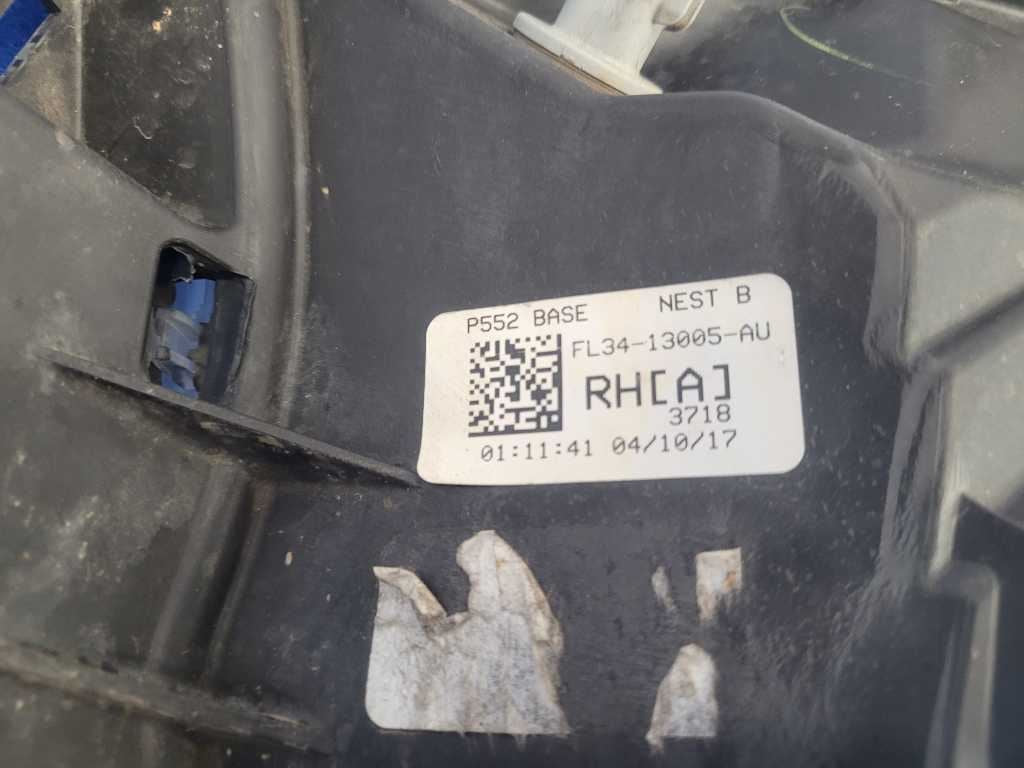 P552 BASE NEST B
FL34-13005-AU
RH[A]
3718
01:11:41 04/10/17